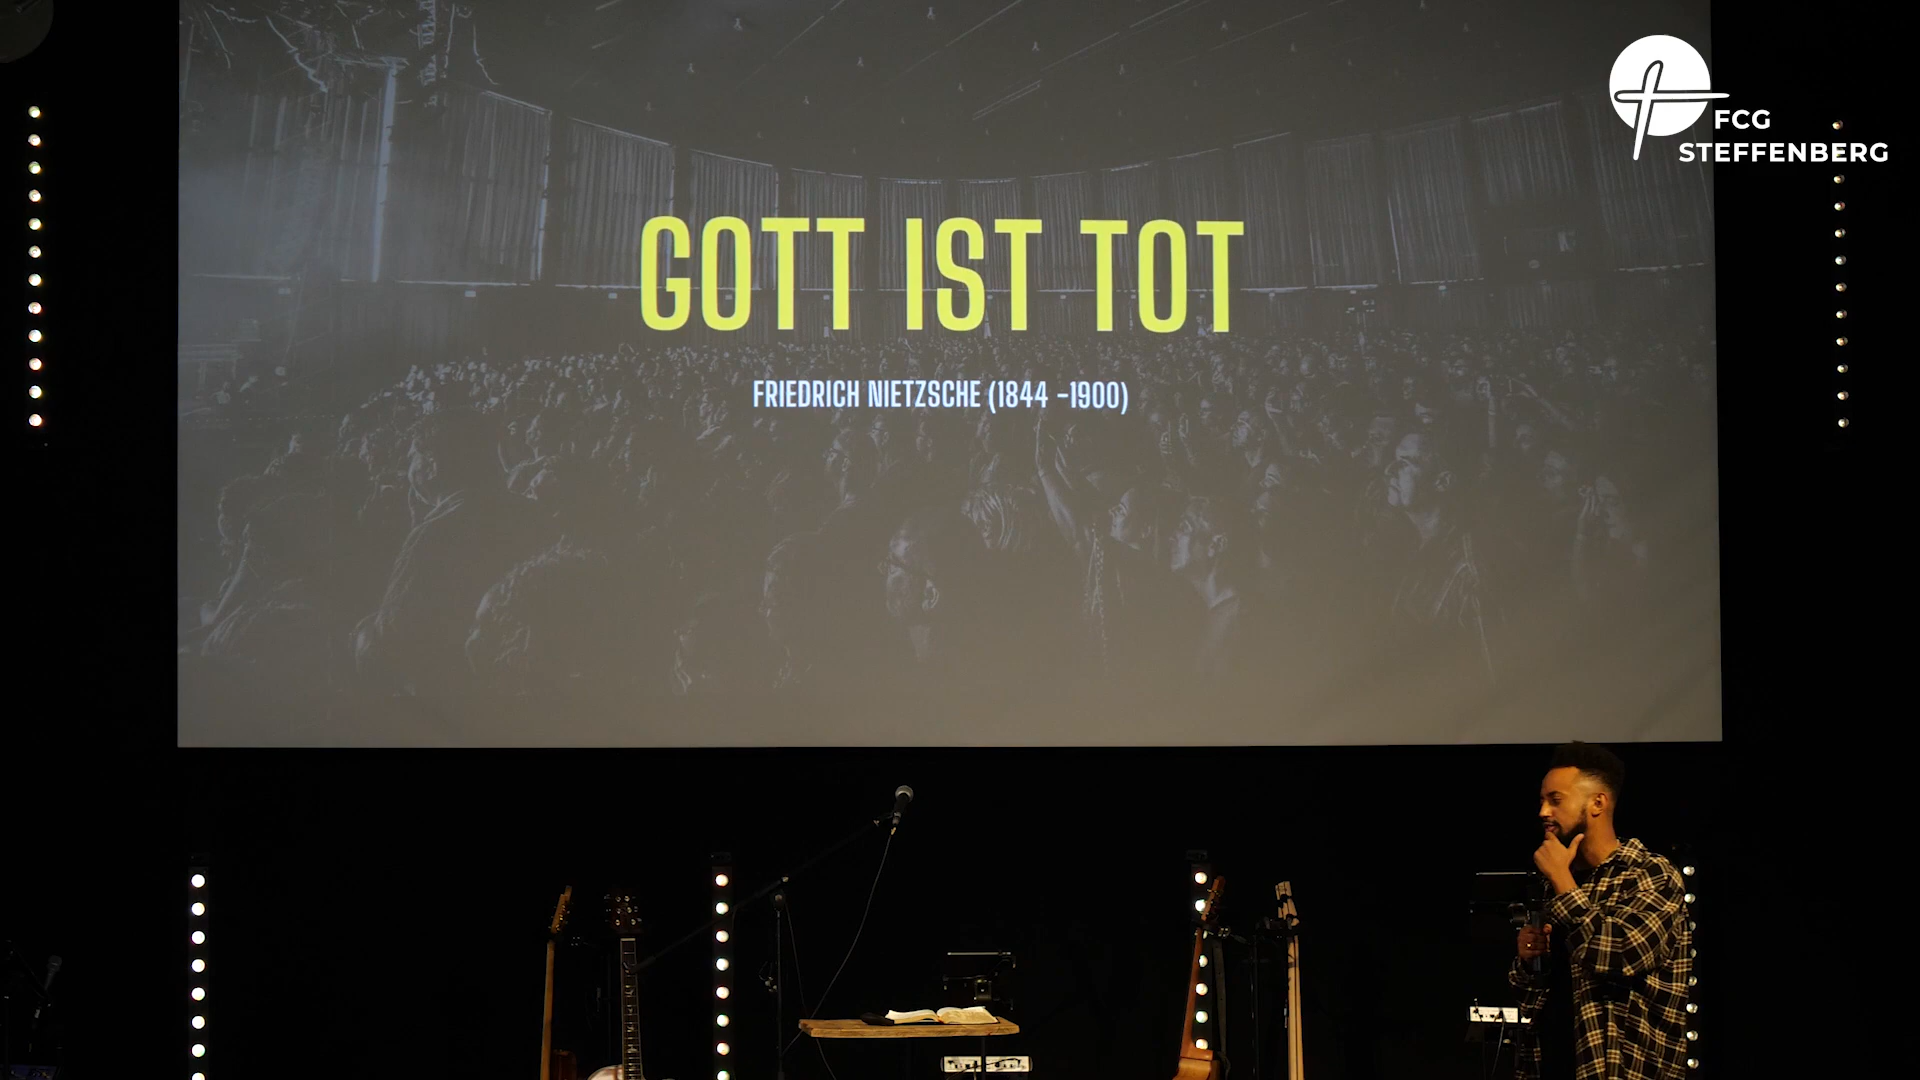 FCG
STEFFENBERG
GOTT IST TOT
FRIEDRICH NIETZSCHE (1844 -1900)